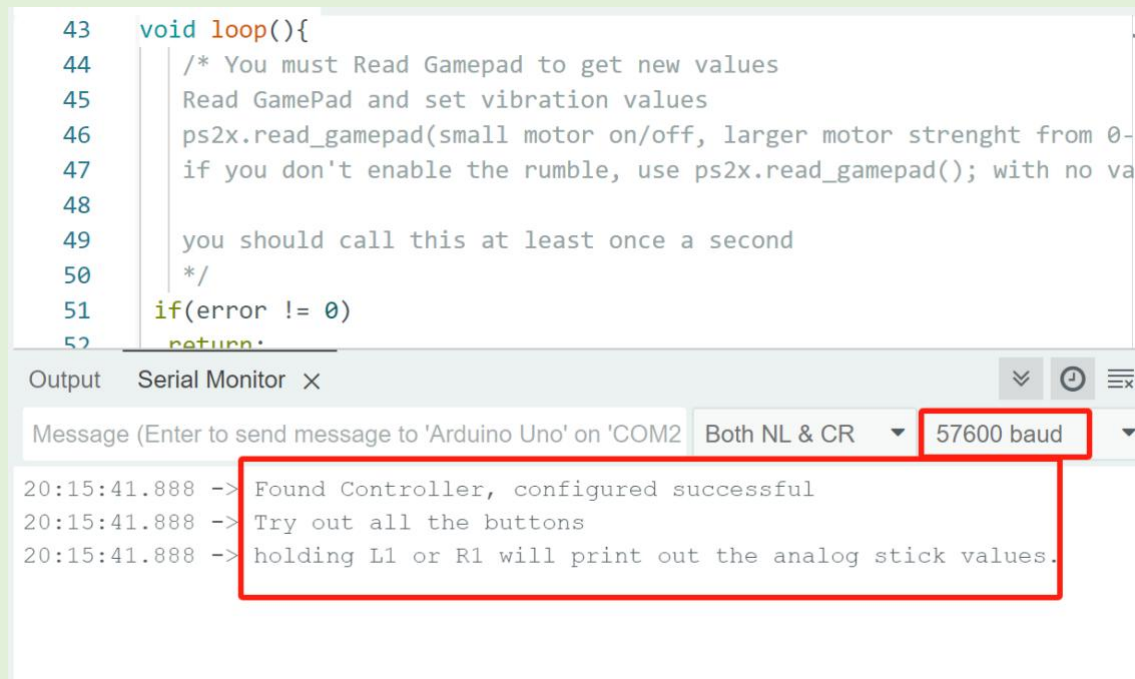 43 void loop(){
44 /* You must Read Gamepad to get new values
45 Read GamePad and set vibration values
46 ps2x.read_gamepad(small motor on/off, larger motor strenght from 0-
47 if you don't enable the rumble, use ps2x.read_gamepad(); with no va
48
49 you should call this at least once a second
50 */
51 if(error != 0)
52 return;
Output Serial Monitor ×
Message (Enter to send message to 'Arduino Uno' on 'COM2 Both NL & CR 57600 baud
20:15:41.888 -> Found Controller, configured successful
20:15:41.888 -> Try out all the buttons
20:15:41.888 -> holding L1 or R1 will print out the analog stick values.